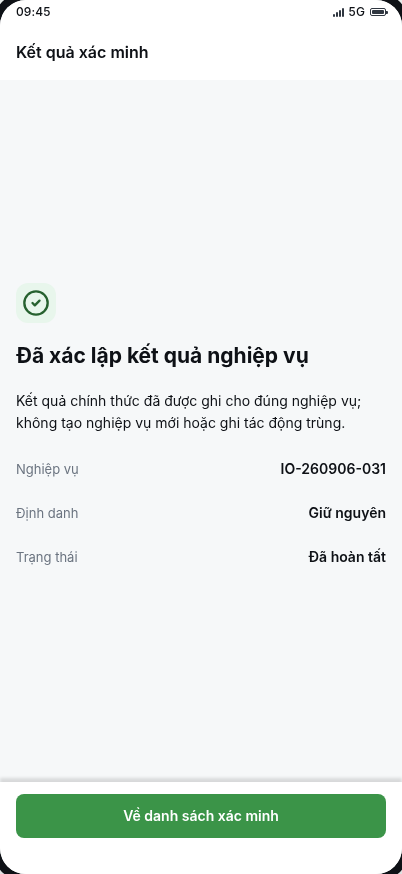 09:45
5G
Kết quả xác minh
Đã xác lập kết quả nghiệp vụ
Kết quả chính thức đã được ghi cho đúng nghiệp vụ;
không tạo nghiệp vụ mới hoặc ghi tác động trùng.
Nghiệp vụ IO-260906-031
Định danh Giữ nguyên
Trạng thái Đã hoàn tất
Về danh sách xác minh